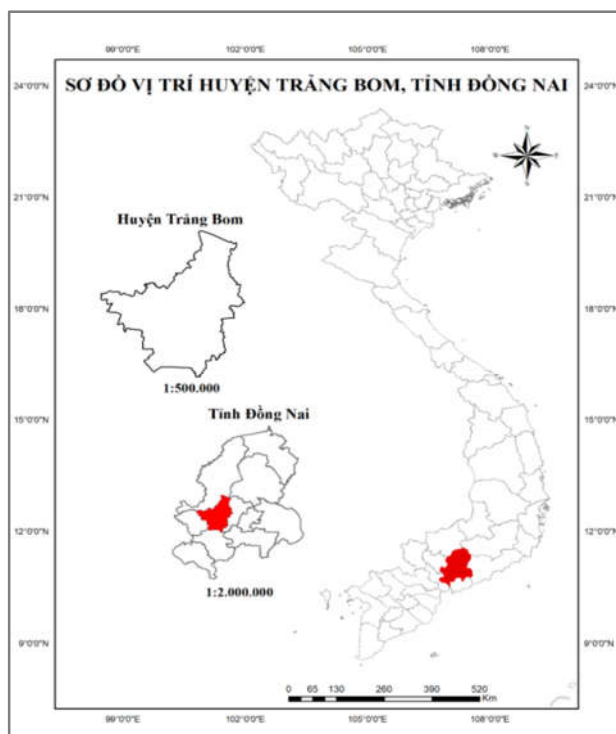 99°0'0"E 102°0'0"E 105°0'0"E 108°0'0"E
SƠ ĐỒ VỊ TRÍ HUYỆN TRẢNG BOM, TỈNH ĐỒNG NAI
24°0'0"N 24°0'0"N
N
W E
S
21°0'0"N 21°0'0"N
Huyện Trảng Bom
18°0'0"N 18°0'0"N
1:500.000
15°0'0"N 15°0'0"N
Tỉnh Đồng Nai
12°0'0"N 12°0'0"N
1:2.000.000
9°0'0"N 9°0'0"N
0 65 130 260 390 520
Km
99°0'0"E 102°0'0"E 105°0'0"E 108°0'0"E